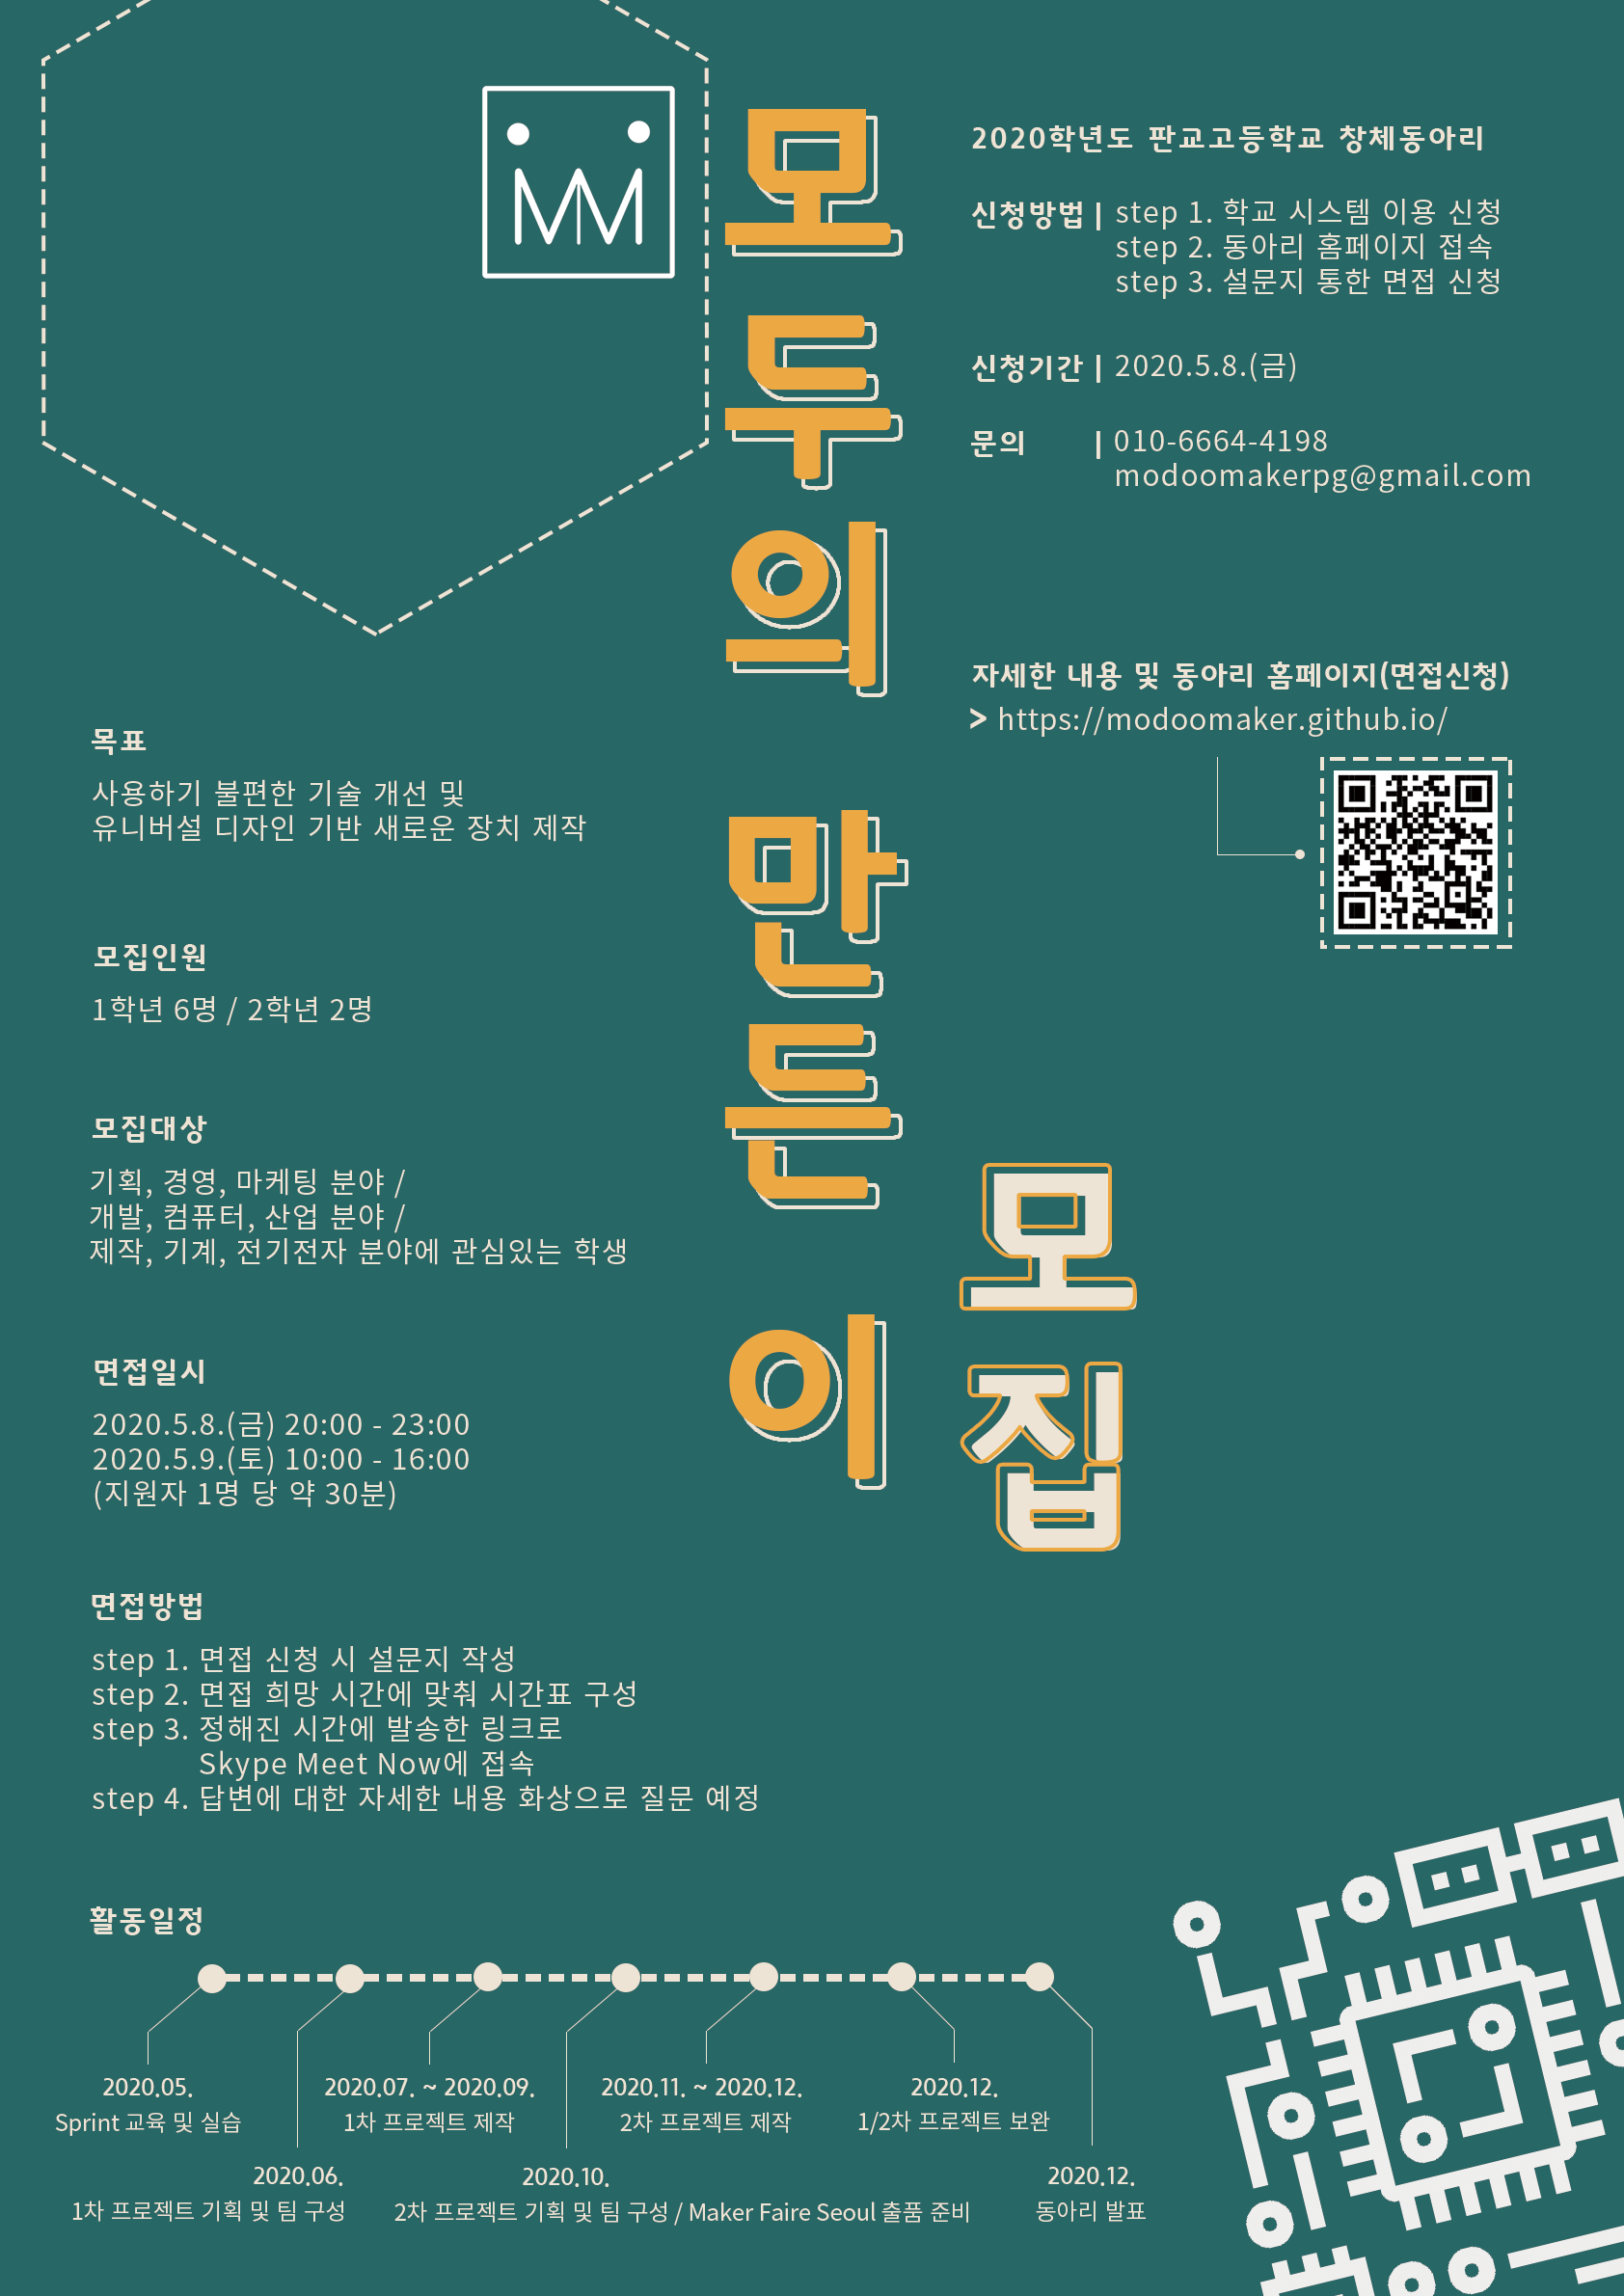 MM
모두의 만든이
모집
2020학년도 판교고등학교 창체동아리
신청방법 | step 1. 학교 시스템 이용 신청
step 2. 동아리 홈페이지 접속
step 3. 설문지 통한 면접 신청
신청기간 | 2020.5.8.(금)
문의 | 010-6664-4198
modoomakerpg@gmail.com
자세한 내용 및 동아리 홈페이지(면접신청)
> https://modoomaker.github.io/
목표
사용하기 불편한 기술 개선 및
유니버설 디자인 기반 새로운 장치 제작
모집인원
1학년 6명 / 2학년 2명
모집대상
기획, 경영, 마케팅 분야 /
개발, 컴퓨터, 산업 분야 /
제작, 기계, 전기전자 분야에 관심있는 학생
면접일시
2020.5.8.(금) 20:00 - 23:00
2020.5.9.(토) 10:00 - 16:00
(지원자 1명 당 약 30분)
면접방법
step 1. 면접 신청 시 설문지 작성
step 2. 면접 희망 시간에 맞춰 시간표 구성
step 3. 정해진 시간에 발송한 링크로
Skype Meet Now에 접속
step 4. 답변에 대한 자세한 내용 화상으로 질문 예정
활동일정
2020.05.
Sprint 교육 및 실습
2020.06.
1차 프로젝트 기획 및 팀 구성
2020.07. ~ 2020.09.
1차 프로젝트 제작
2020.10.
2차 프로젝트 기획 및 팀 구성 / Maker Faire Seoul 출품 준비
2020.11. ~ 2020.12.
2차 프로젝트 제작
2020.12.
1/2차 프로젝트 보완
2020.12.
동아리 발표